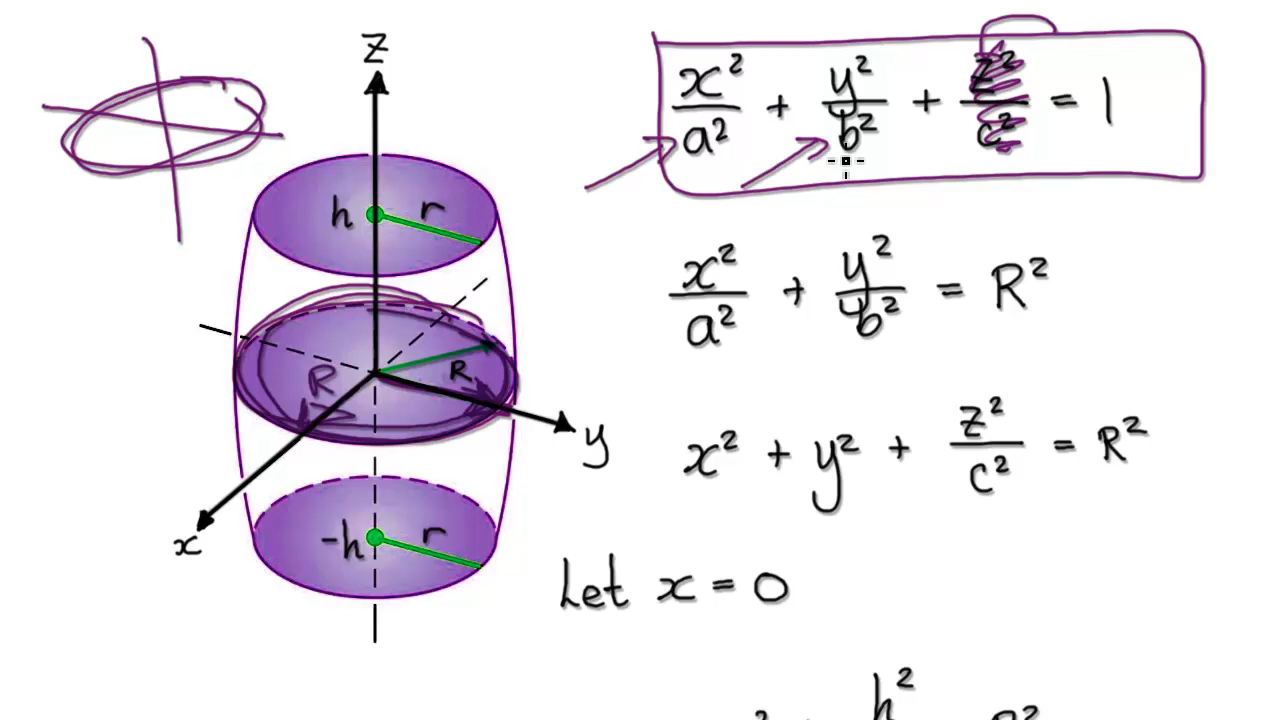 z
x²/a² + y²/b² + z²/c² = 1
h r
x²/a² + y²/b² = R²
R R
y
x² + y² + z²/c² = R²
-h r
x
Let x = 0
h²